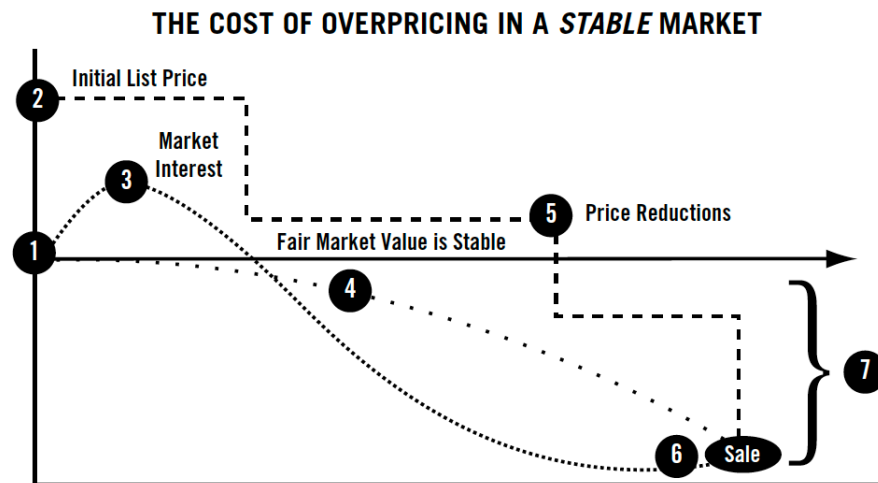 THE COST OF OVERPRICING IN A STABLE MARKET
2
Initial List Price
Market
Interest
3
5
Price Reductions
1
Fair Market Value is Stable
4
7
6
Sale